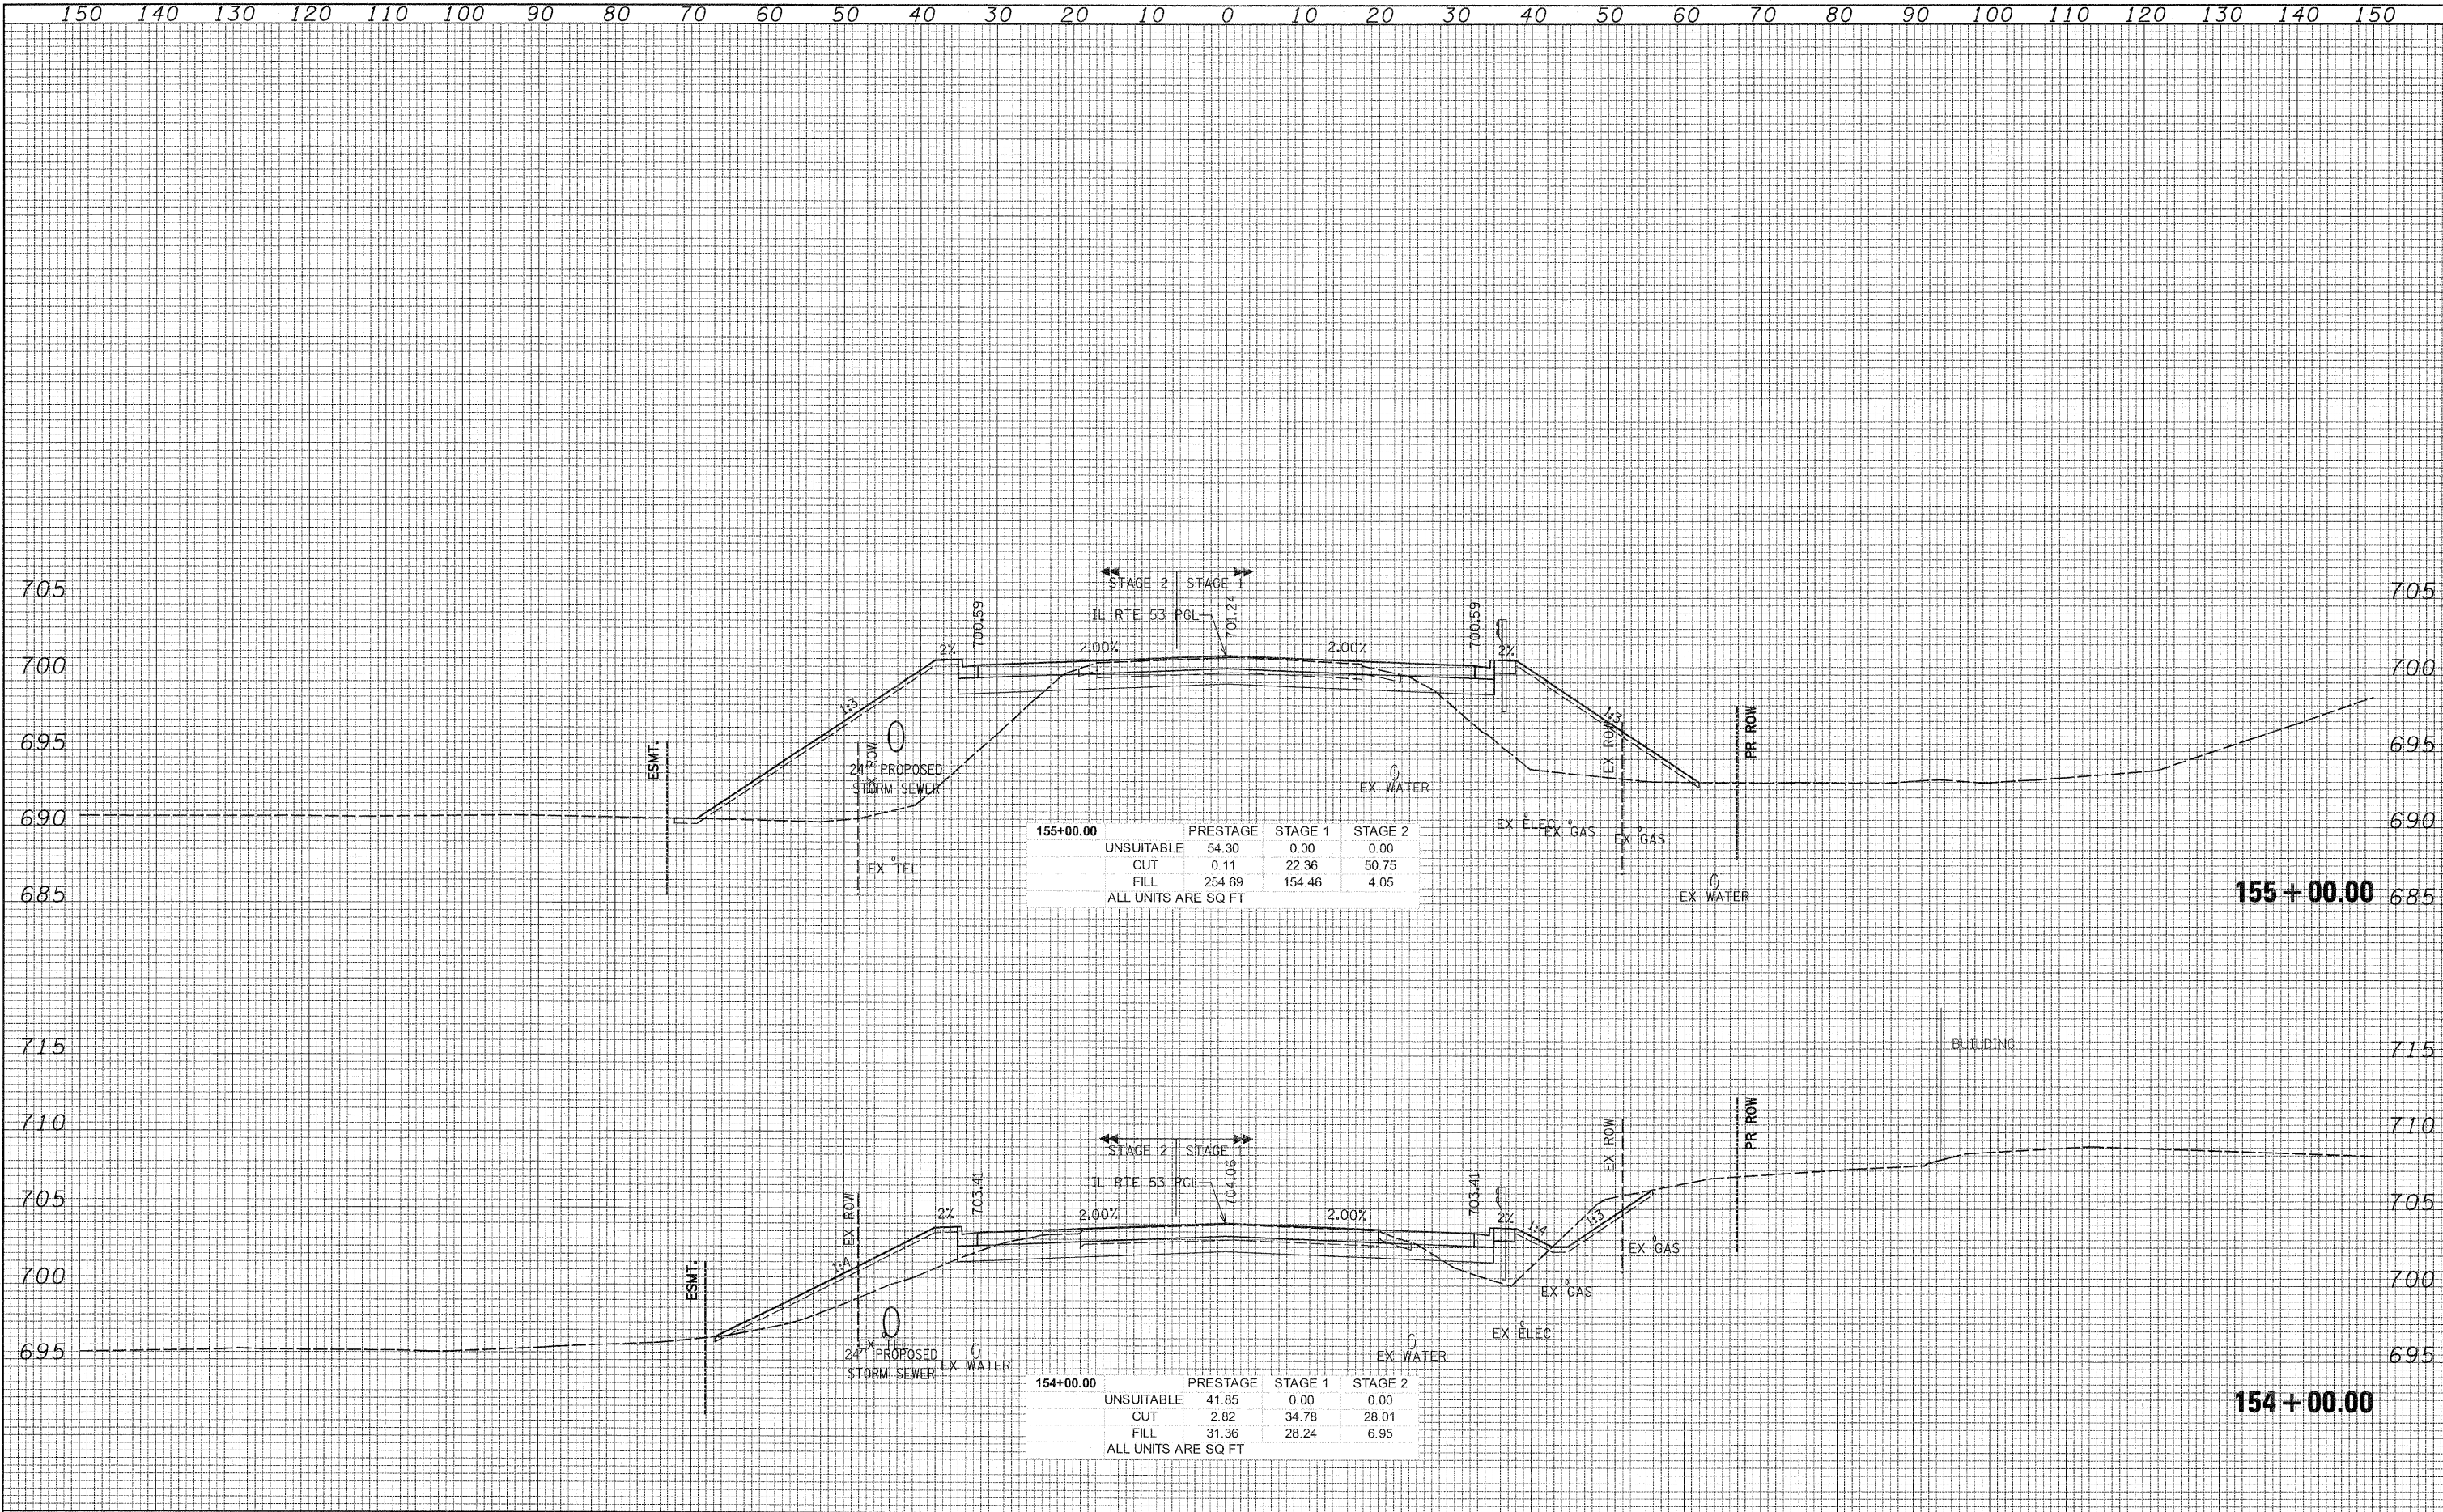 150 140 130 120 110 100 90 80 70 60 50 40 30 20 10 0 10 20 30 40 50 60 70 80 90 100 110 120 130 140 150
705 705
STAGE 2 STAGE 1
IL RTE 53 PGL
701.24
700.59
700.59
2%
2.00%
2.00%
2%
700 700
1:3
1:3
695 695
ESMT.
EX ROW
EX ROW
PR ROW
24" PROPOSED
STORM SEWER
EX WATER
690 690
EX TEL
EX ELEC
EX GAS
EX GAS
EX WATER
155+00.00 PRESTAGE STAGE 1 STAGE 2
UNSUITABLE 54.30 0.00 0.00
CUT 0.11 22.36 50.75
FILL 254.69 154.46 4.05
ALL UNITS ARE SQ FT
685 155+00.00 685
715 715
BUILDING
710 710
STAGE 2 STAGE 1
IL RTE 53 PGL
704.06
703.41
703.41
EX ROW
EX ROW
PR ROW
705 705
2%
2.00%
2.00%
2%
1:4
1:3
1:4
EX GAS
700 700
ESMT.
EX GAS
EX ELEC
EX TEL
24" PROPOSED
STORM SEWER
EX WATER
EX WATER
695 695
154+00.00 PRESTAGE STAGE 1 STAGE 2
UNSUITABLE 41.85 0.00 0.00
CUT 2.82 34.78 28.01
FILL 31.36 28.24 6.95
ALL UNITS ARE SQ FT
154+00.00